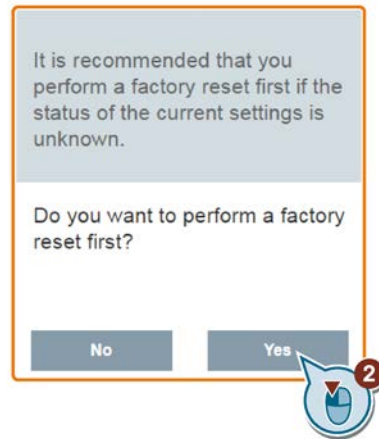 It is recommended that you
perform a factory reset first if the
status of the current settings is
unknown.
Do you want to perform a factory
reset first?
No
Yes
2